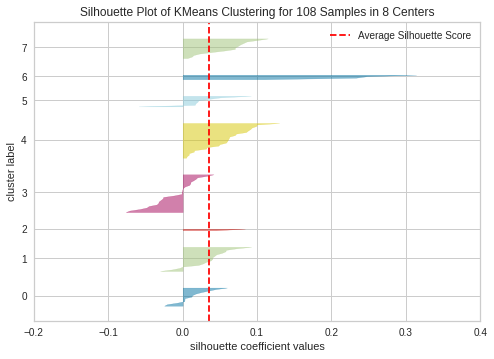 Silhouette Plot of KMeans Clustering for 108 Samples in 8 Centers
Average Silhouette Score
7
6
5
4
3
2
1
0
cluster label
−0.2 −0.1 0.0 0.1 0.2 0.3 0.4
silhouette coefficient values